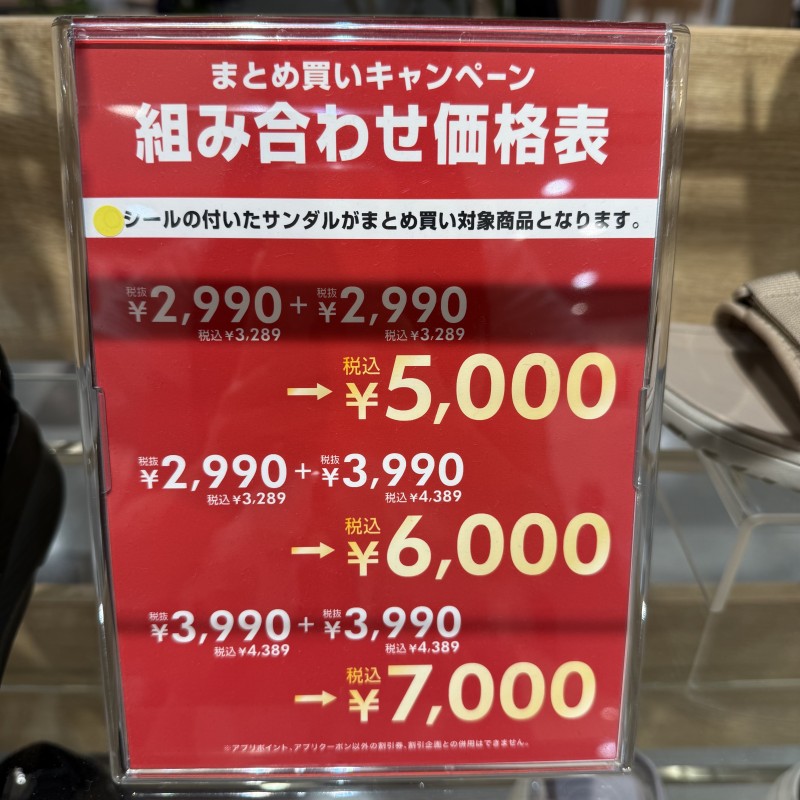 まとめ買いキャンペーン
組み合わせ価格表
シールの付いたサンダルがまとめ買い対象商品となります。
税抜¥2,990+税抜¥2,990
税込¥3,289 税込¥3,289
→税込¥5,000
税抜¥2,990+税抜¥3,990
税込¥3,289 税込¥4,389
→税込¥6,000
税抜¥3,990+税抜¥3,990
税込¥4,389 税込¥4,389
→税込¥7,000
※アプリポイント、アプリクーポン以外の割引券、割引企画との併用はできません。